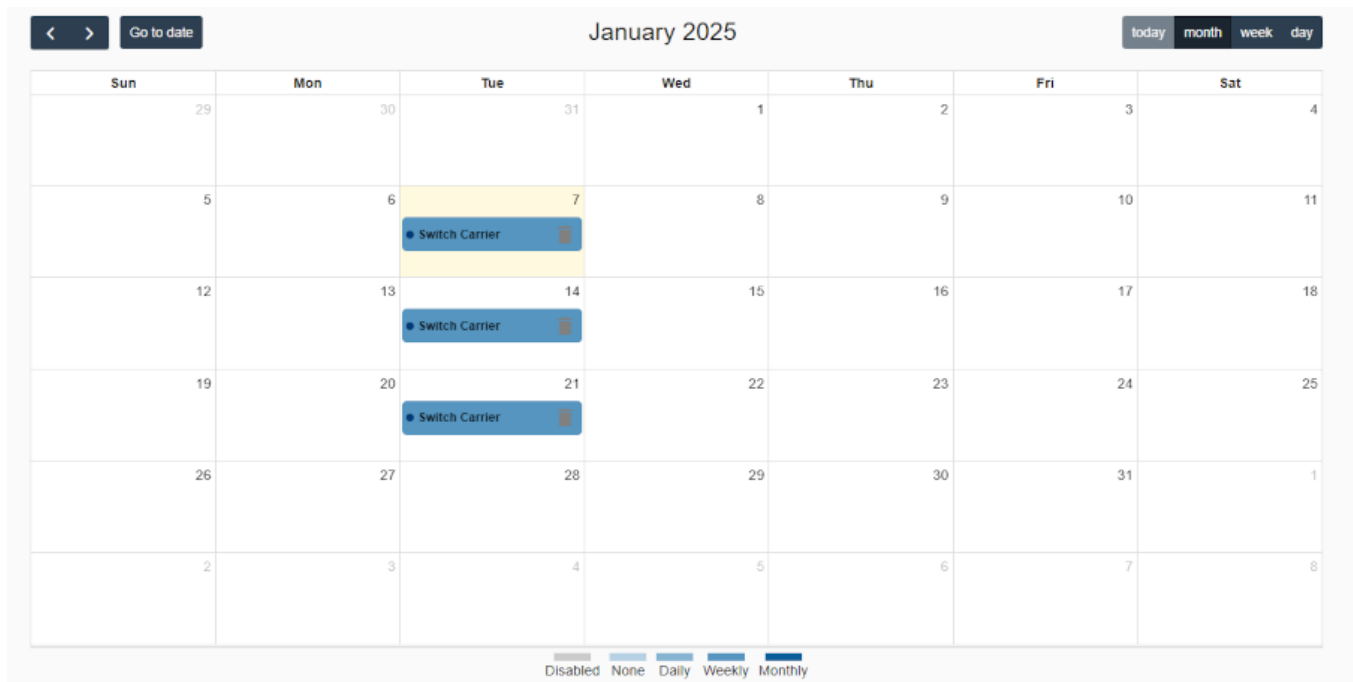 Go to date January 2025 today month week day
Sun Mon Tue Wed Thu Fri Sat
29 30 31 1 2 3 4
5 6 7 8 9 10 11
Switch Carrier
12 13 14 15 16 17 18
Switch Carrier
19 20 21 22 23 24 25
Switch Carrier
26 27 28 29 30 31 1
2 3 4 5 6 7 8
Disabled None Daily Weekly Monthly